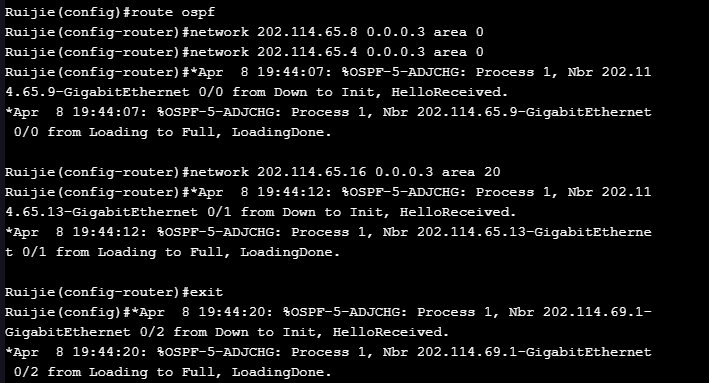 Ruijie(config)#route ospf
Ruijie(config-router)#network 202.114.65.8 0.0.0.3 area 0
Ruijie(config-router)#network 202.114.65.4 0.0.0.3 area 0
Ruijie(config-router)#*Apr  8 19:44:07: %OSPF-5-ADJCHG: Process 1, Nbr 202.11
4.65.9-GigabitEthernet 0/0 from Down to Init, HelloReceived.
*Apr  8 19:44:07: %OSPF-5-ADJCHG: Process 1, Nbr 202.114.65.9-GigabitEthernet
 0/0 from Loading to Full, LoadingDone.

Ruijie(config-router)#network 202.114.65.16 0.0.0.3 area 20
Ruijie(config-router)#*Apr  8 19:44:12: %OSPF-5-ADJCHG: Process 1, Nbr 202.11
4.65.13-GigabitEthernet 0/1 from Down to Init, HelloReceived.
*Apr  8 19:44:12: %OSPF-5-ADJCHG: Process 1, Nbr 202.114.65.13-GigabitEtherne
t 0/1 from Loading to Full, LoadingDone.

Ruijie(config-router)#exit
Ruijie(config)#*Apr  8 19:44:20: %OSPF-5-ADJCHG: Process 1, Nbr 202.114.69.1-
GigabitEthernet 0/2 from Down to Init, HelloReceived.
*Apr  8 19:44:20: %OSPF-5-ADJCHG: Process 1, Nbr 202.114.69.1-GigabitEthernet
 0/2 from Loading to Full, LoadingDone.